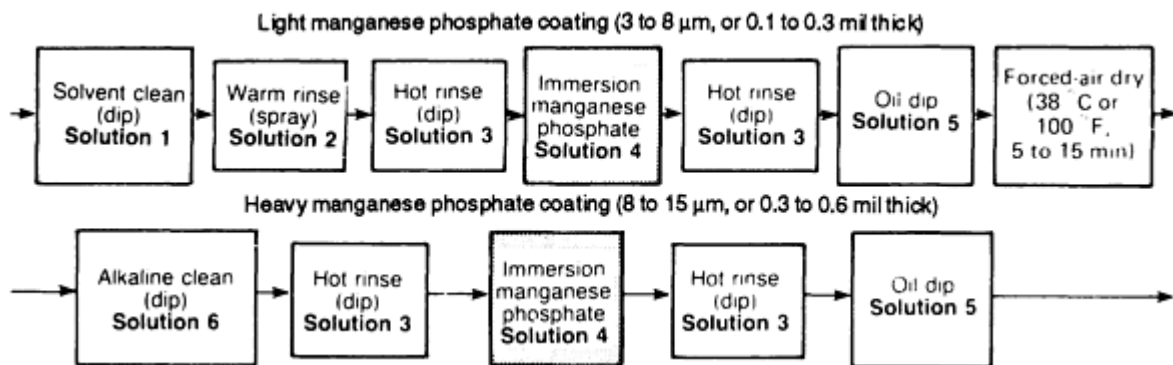 Light manganese phosphate coating (3 to 8 µm, or 0.1 to 0.3 mil thick)
Solvent clean
(dip)
Solution 1
Warm rinse
(spray)
Solution 2
Hot rinse
(dip)
Solution 3
Immersion
manganese
phosphate
Solution 4
Hot rinse
(dip)
Solution 3
Oil dip
Solution 5
Forced-air dry
(38 °C or
100 °F,
5 to 15 min)
Heavy manganese phosphate coating (8 to 15 µm, or 0.3 to 0.6 mil thick)
Alkaline clean
(dip)
Solution 6
Hot rinse
(dip)
Solution 3
Immersion
manganese
phosphate
Solution 4
Hot rinse
(dip)
Solution 3
Oil dip
Solution 5